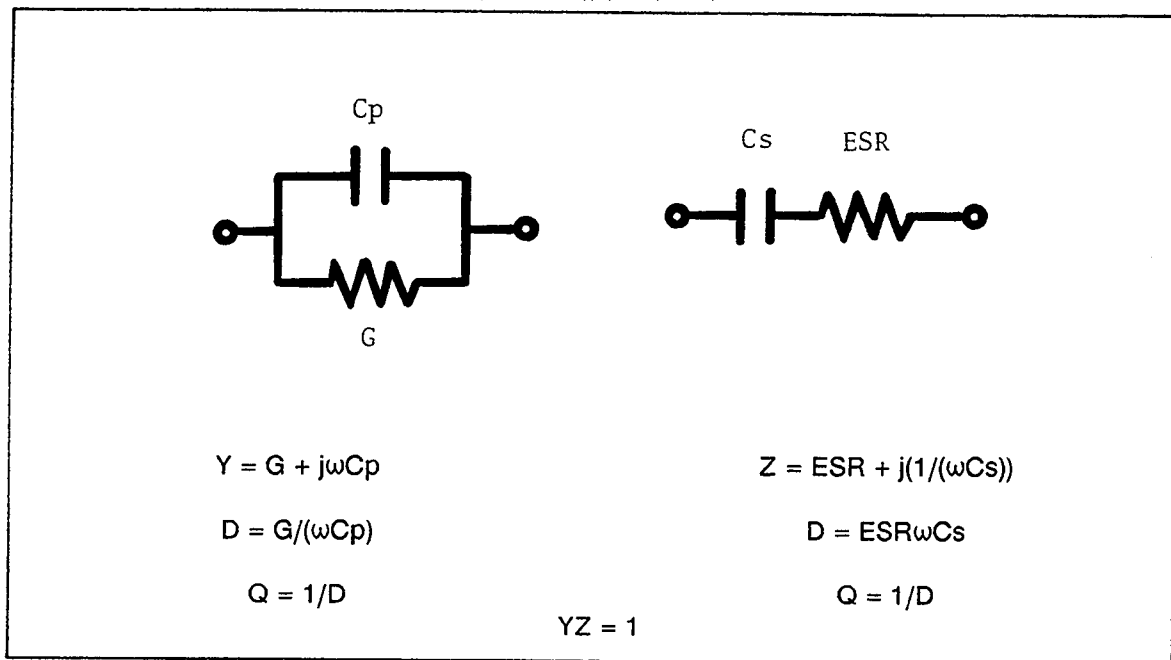 Cp
Cs ESR
G
Y = G + jωCp
Z = ESR + j(1/(ωCs))
D = G/(ωCp)
D = ESRωCs
Q = 1/D
Q = 1/D
YZ = 1